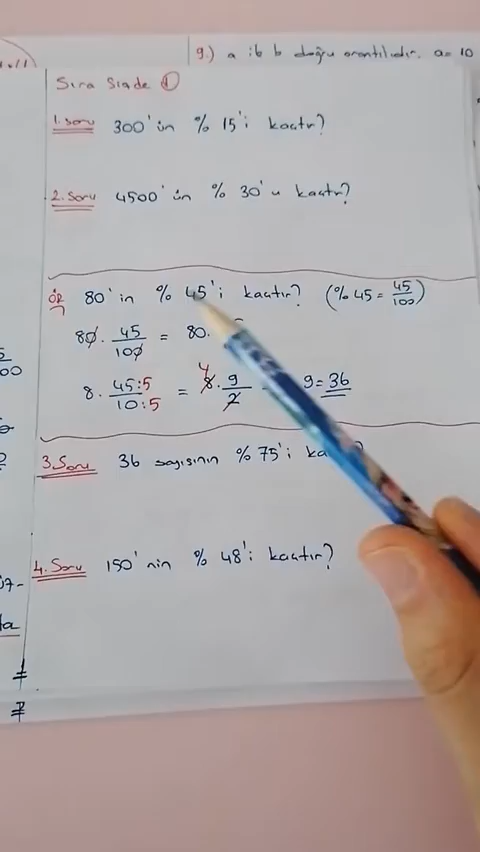 9.) a ile b doğru orantılıdır. a=10
Sıra Sizde 1
1. Soru 300'ün % 15'i kaçtır?
2. Soru 4500'ün % 30'u kaçtır?
ÖR 80'in % 45'i kaçtır? (% 45 = 45/100)
80 . 45/100 = 80 .
8 . 45:5/10:5 = 8 . 9/2 9 = 36
3. Soru 36 sayısının % 75'i
4. Soru 150'nin % 48'i kaçtır?